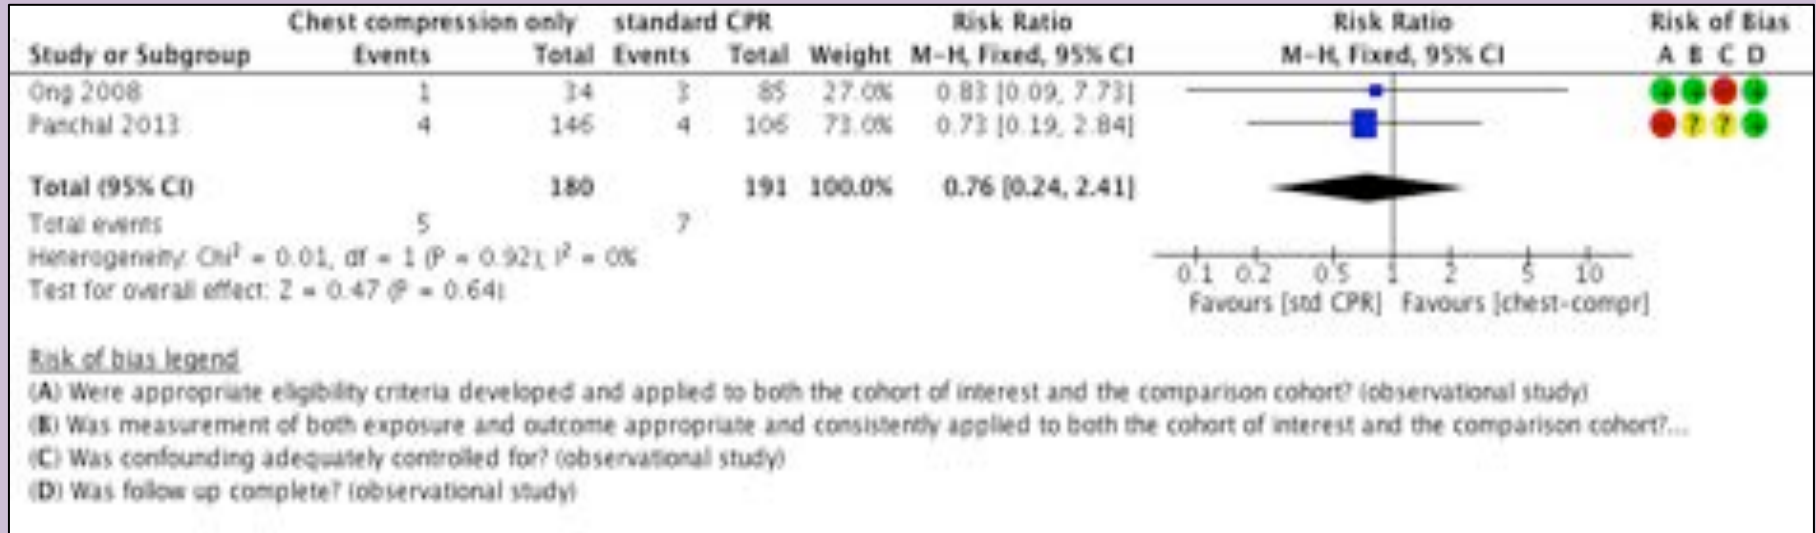 Chest compression only standard CPR Risk Ratio Risk Ratio Risk of Bias
Study or Subgroup Events Total Events Total Weight M-H, Fixed, 95% CI M-H, Fixed, 95% CI A B C D
Ong 2008 1 34 3 85 27.0% 0.83 [0.09, 7.73] + + +
Panchal 2013 4 146 4 106 73.0% 0.73 [0.19, 2.84] ? ? +
Total (95% CI) 180 191 100.0% 0.76 [0.24, 2.41]
Total events 5 7
Heterogeneity: Chi² = 0.01, df = 1 (P = 0.92); I² = 0%
Test for overall effect: Z = 0.47 (P = 0.64)
0.1 0.2 0.5 1 2 5 10
Favours [std CPR] Favours [chest-compr]
Risk of bias legend
(A) Were appropriate eligibility criteria developed and applied to both the cohort of interest and the comparison cohort? (observational study)
(B) Was measurement of both exposure and outcome appropriate and consistently applied to both the cohort of interest and the comparison cohort?...
(C) Was confounding adequately controlled for? (observational study)
(D) Was follow up complete? (observational study)